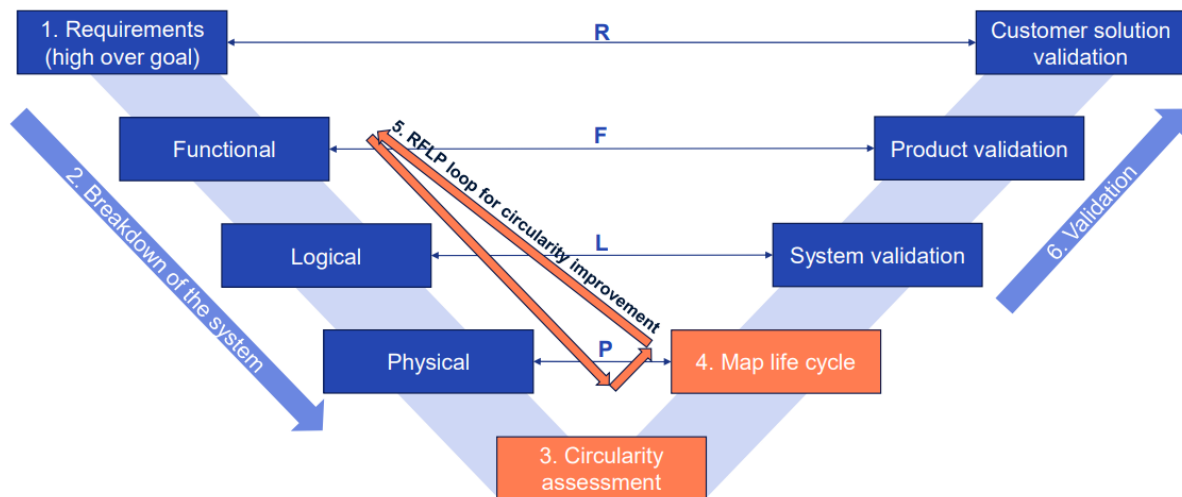 1. Requirements
(high over goal)
R
Customer solution
validation
Functional
F
Product validation
2. Breakdown of the system
5. RFLP loop for circularity improvement
6. Validation
Logical
L
System validation
Physical
P
4. Map life cycle
3. Circularity
assessment